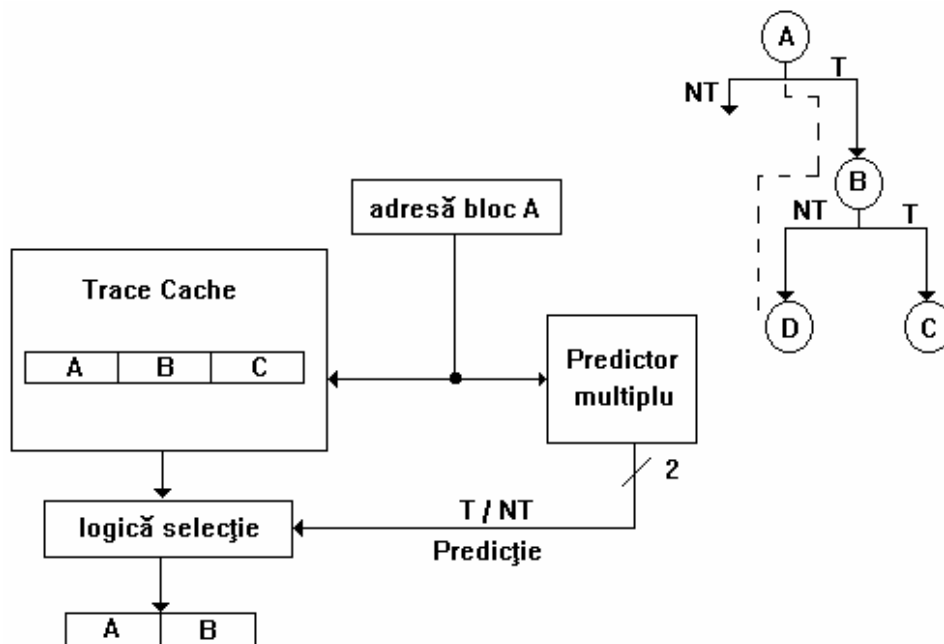 A
NT
T
B
NT
T
D
C
adresă bloc A
Trace Cache
A B C
Predictor
multiplu
2
T / NT
Predicţie
logică selecţie
A B